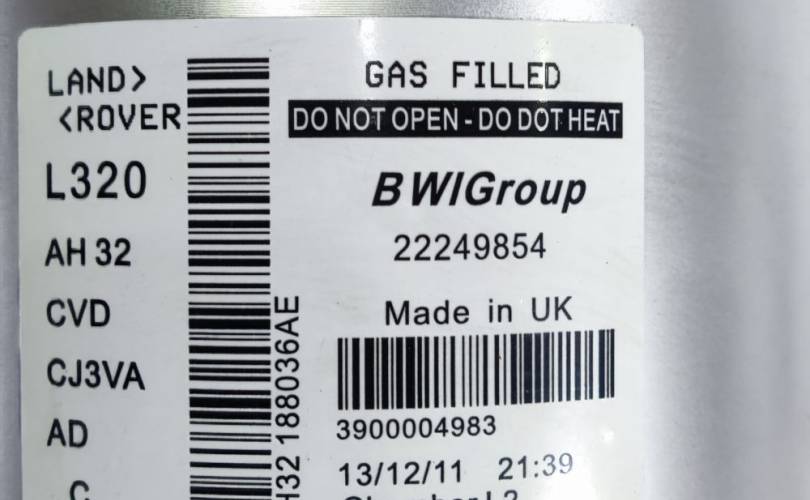 LAND>
<ROVER
L320
AH 32
CVD
CJ3VA
AD
C
H32 188036AE
GAS FILLED
DO NOT OPEN - DO DOT HEAT
BWIGroup
22249854
Made in UK
3900004983
13/12/11 21:39